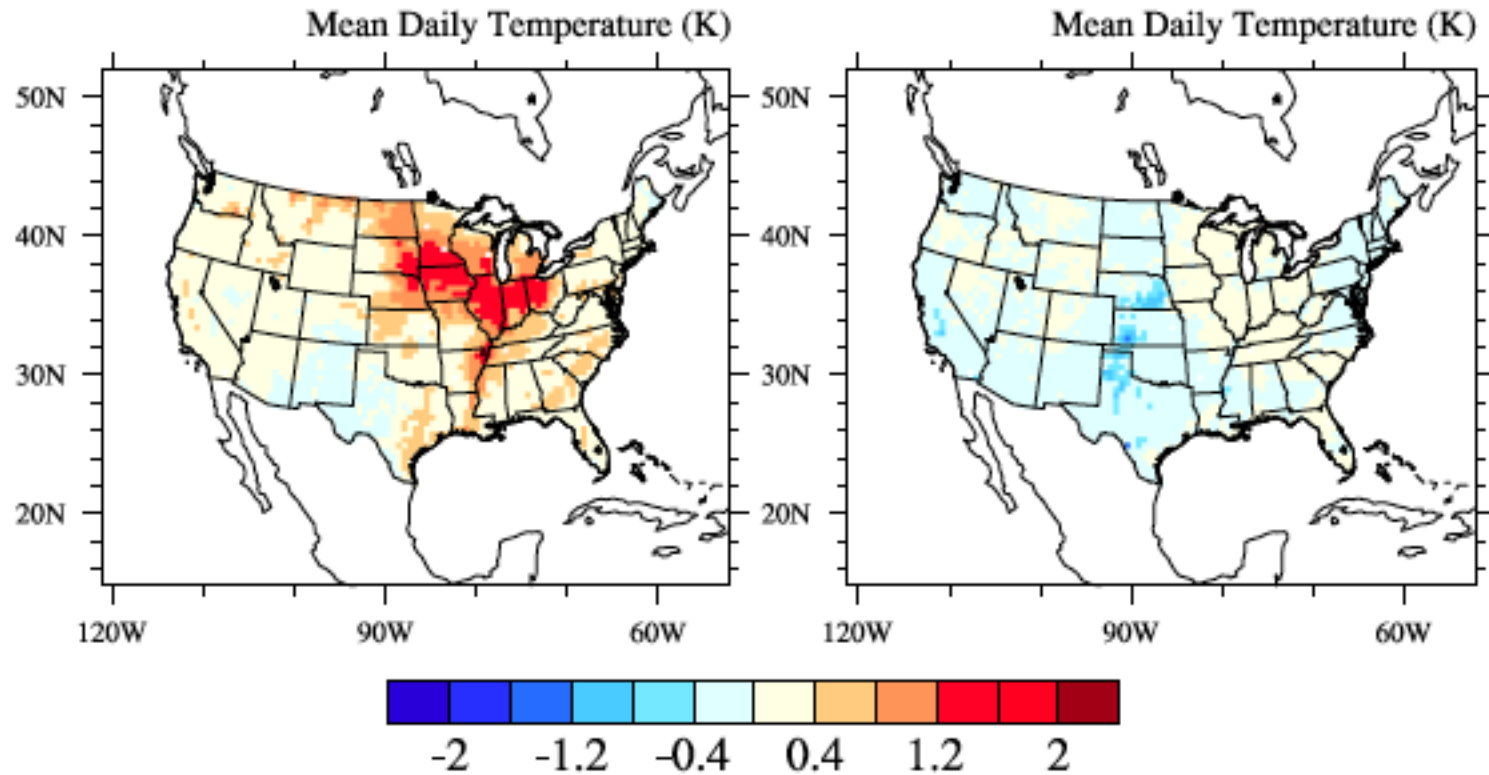 Mean Daily Temperature (K) Mean Daily Temperature (K)
50N 50N
40N 40N
30N 30N
20N 20N
120W 90W 60W 120W 90W 60W
-2 -1.2 -0.4 0.4 1.2 2